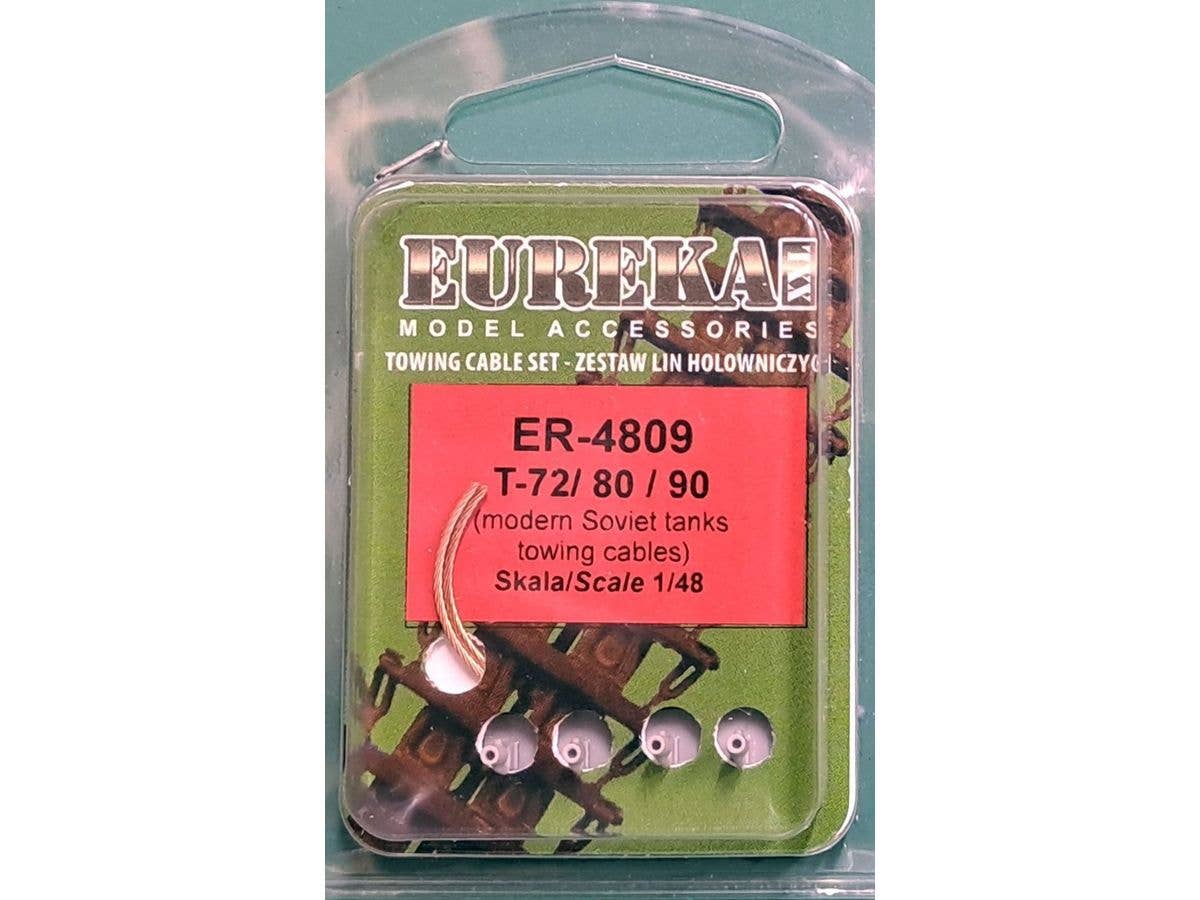 EUREKA XXL
MODEL ACCESSORIES
TOWING CABLE SET - ZESTAW LIN HOLOWNICZYCH
ER-4809
T-72/ 80 / 90
(modern Soviet tanks
towing cables)
Skala/Scale 1/48